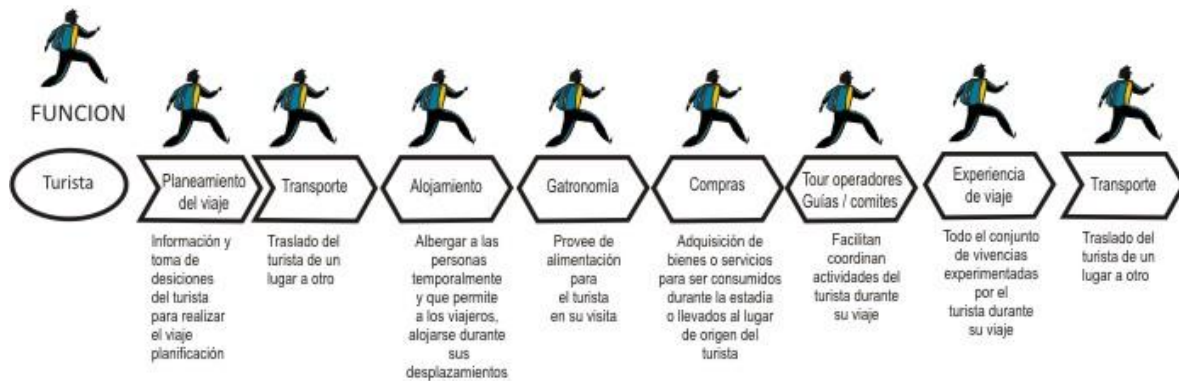 FUNCION
Turista
Planeamiento
del viaje
Información y
toma de
desiciones
del turista
para realizar
el viaje
planificación
Transporte
Traslado del
turista de un
lugar a otro
Alojamiento
Albergar a las
personas
temporalmente
y que permite
a los viajeros,
alojarse durante
sus
desplazamientos
Gatronomía
Provee de
alimentación
para
el turista
en su visita
Compras
Adquisición de
bienes o servicios
para ser consumidos
durante la estadía
o llevados al lugar
de origen del
turista
Tour operadores
Guías / comites
Facilitan
coordinan
actividades del
turista durante
su viaje
Experiencia
de viaje
Todo el conjunto
de vivencias
experimentadas
por el
turista durante
su viaje
Transporte
Traslado del
turista de un
lugar a otro